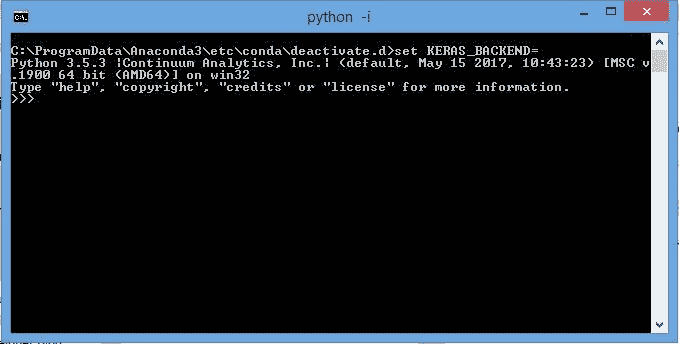 python -i
C:\ProgramData\Anaconda3\etc\conda\deactivate.d>set KERAS_BACKEND=
Python 3.5.3 |Continuum Analytics, Inc.| (default, May 15 2017, 10:43:23) [MSC v
.1900 64 bit (AMD64)] on win32
Type "help", "copyright", "credits" or "license" for more information.
>>>